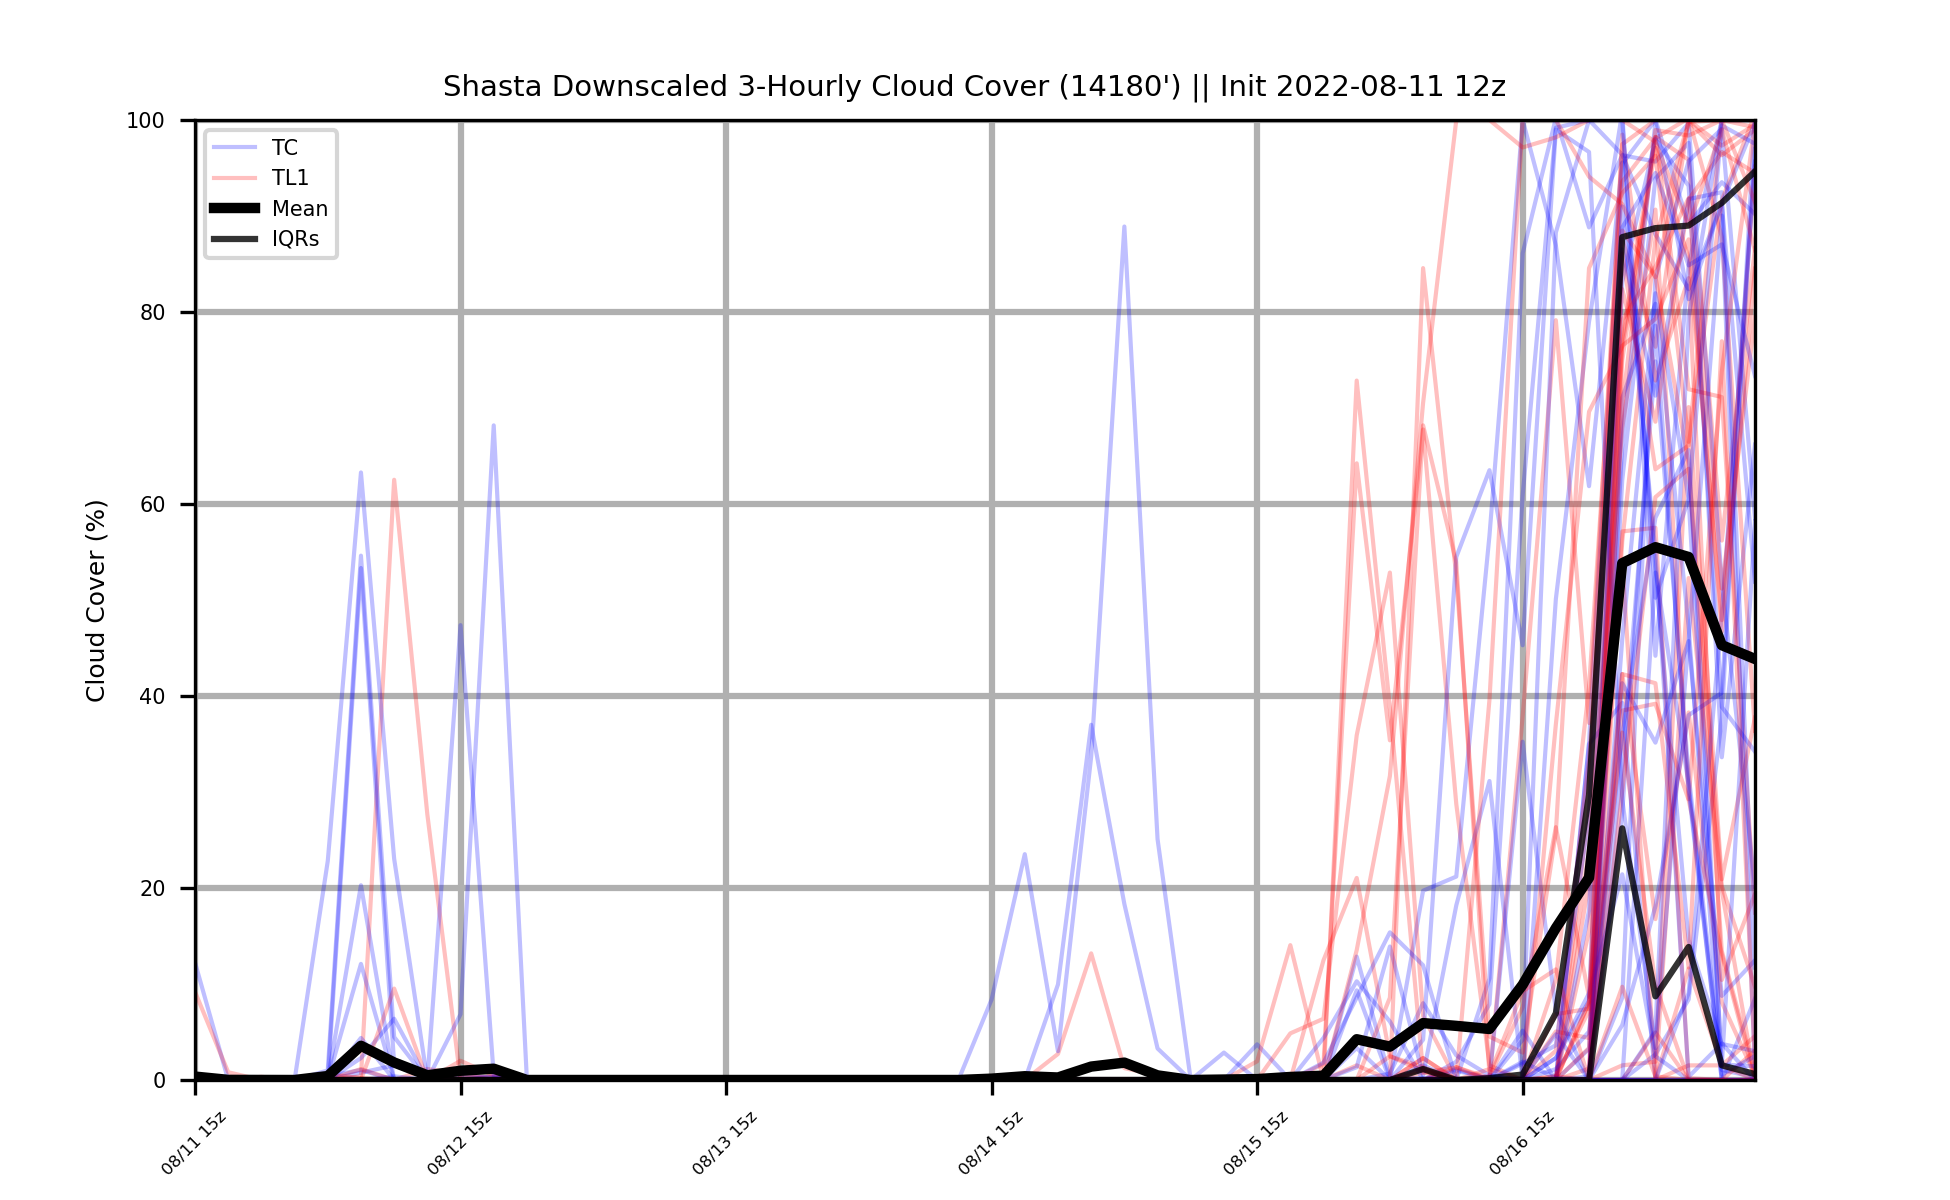 Shasta Downscaled 3-Hourly Cloud Cover (14180') || Init 2022-08-11 12z
100
80
60
40
20
0
Cloud Cover (%)
TC
TL1
Mean
IQRs
08/11 15z
08/12 15z
08/13 15z
08/14 15z
08/15 15z
08/16 15z